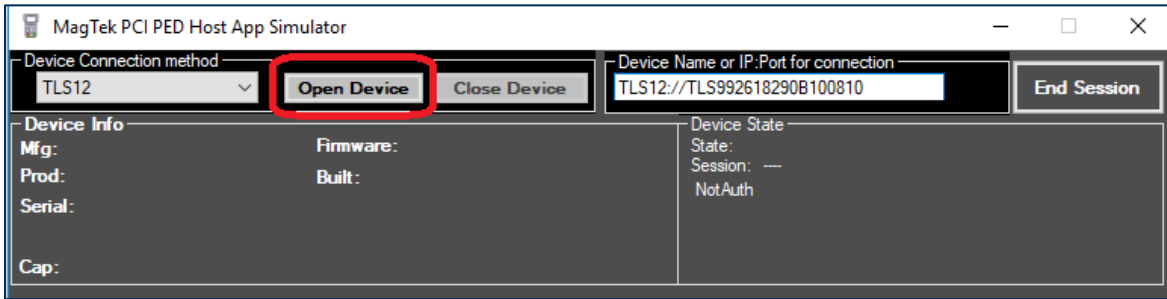 MagTek PCI PED Host App Simulator
Device Connection method
TLS12
Open Device
Close Device
Device Name or IP:Port for connection
TLS12://TLS992618290B100810
End Session
Device Info
Mfg:
Firmware:
Prod:
Built:
Serial:
Cap:
Device State
State:
Session: ----
NotAuth